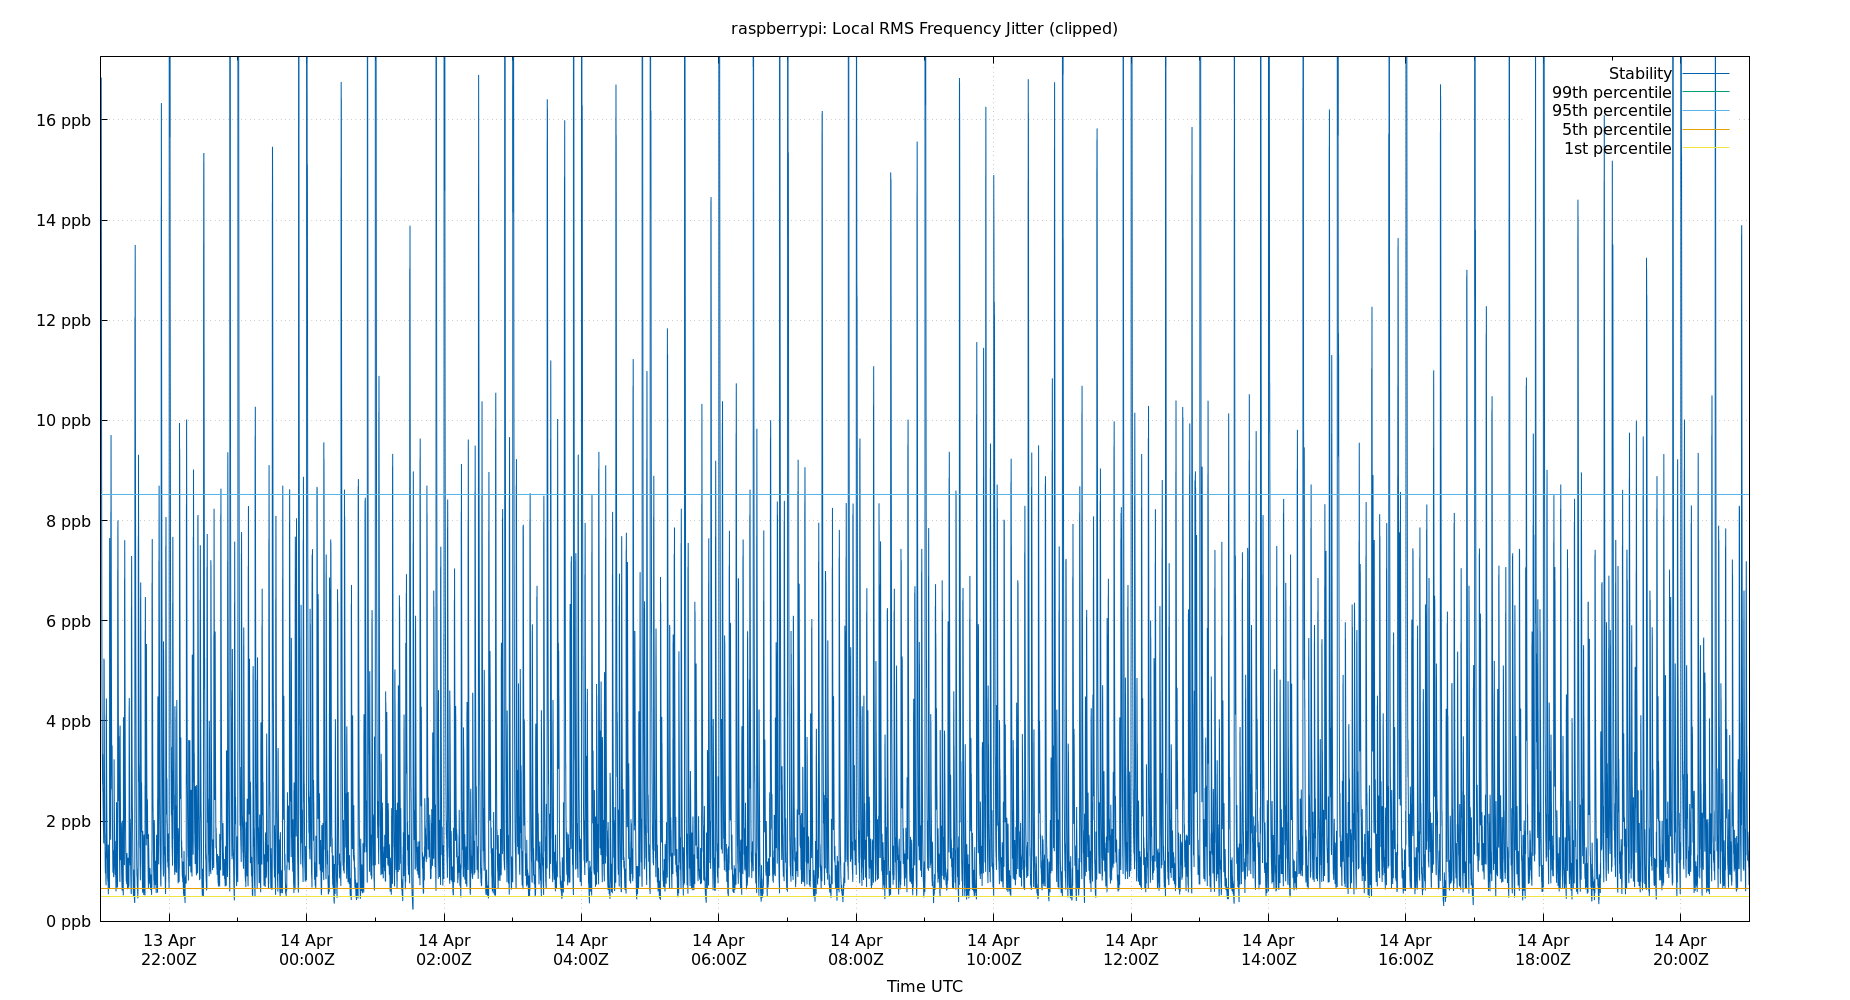 raspberrypi: Local RMS Frequency Jitter (clipped)
Stability
99th percentile
95th percentile
5th percentile
1st percentile
16 ppb
14 ppb
12 ppb
10 ppb
8 ppb
6 ppb
4 ppb
2 ppb
0 ppb
13 Apr 14 Apr 14 Apr 14 Apr 14 Apr 14 Apr 14 Apr 14 Apr 14 Apr 14 Apr 14 Apr 14 Apr
22:00Z 00:00Z 02:00Z 04:00Z 06:00Z 08:00Z 10:00Z 12:00Z 14:00Z 16:00Z 18:00Z 20:00Z
Time UTC